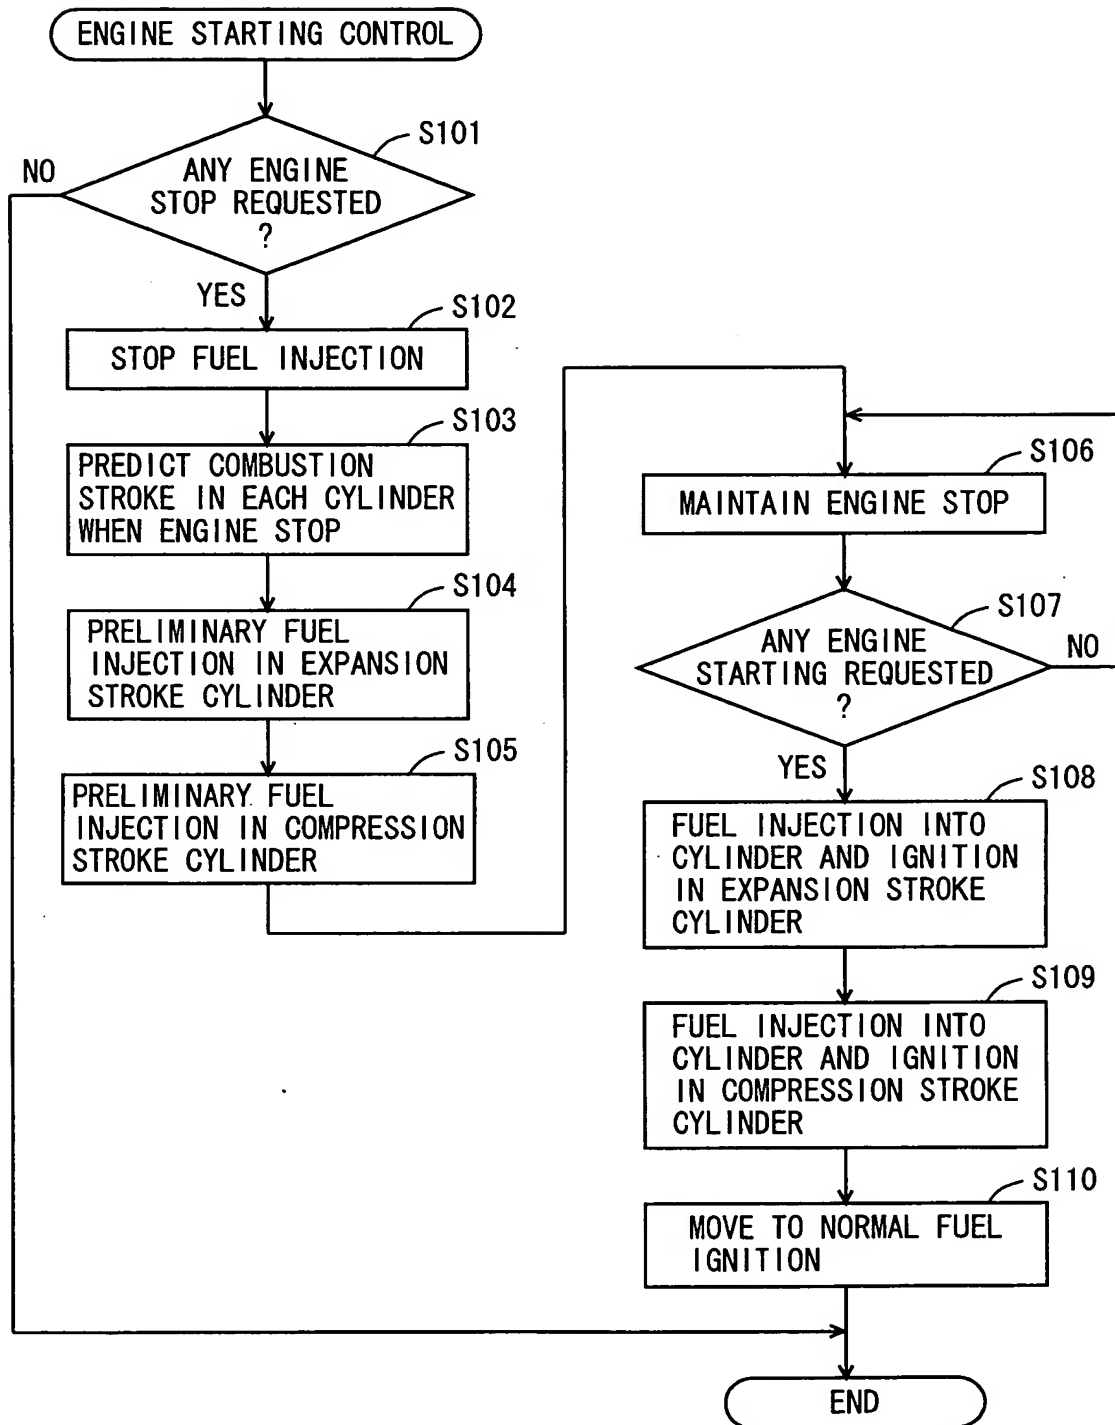 ENGINE STARTING CONTROL
S101
NO
ANY ENGINE
STOP REQUESTED
?
YES
S102
STOP FUEL INJECTION
S103
PREDICT COMBUSTION
STROKE IN EACH CYLINDER
WHEN ENGINE STOP
S104
PRELIMINARY FUEL
INJECTION IN EXPANSION
STROKE CYLINDER
S105
PRELIMINARY FUEL
INJECTION IN COMPRESSION
STROKE CYLINDER
S106
MAINTAIN ENGINE STOP
S107
ANY ENGINE
STARTING REQUESTED
?
NO
YES
S108
FUEL INJECTION INTO
CYLINDER AND IGNITION
IN EXPANSION STROKE
CYLINDER
S109
FUEL INJECTION INTO
CYLINDER AND IGNITION
IN COMPRESSION STROKE
CYLINDER
S110
MOVE TO NORMAL FUEL
IGNITION
END